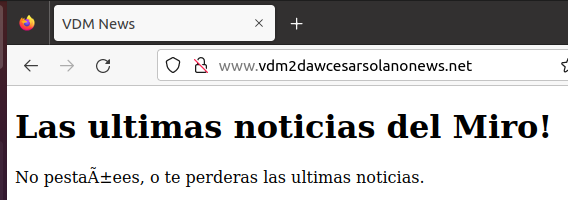 VDM News
www.vdm2dawcesarsolanonews.net
Las ultimas noticias del Miro!
No pestaÃ±ees, o te perderas las ultimas noticias.